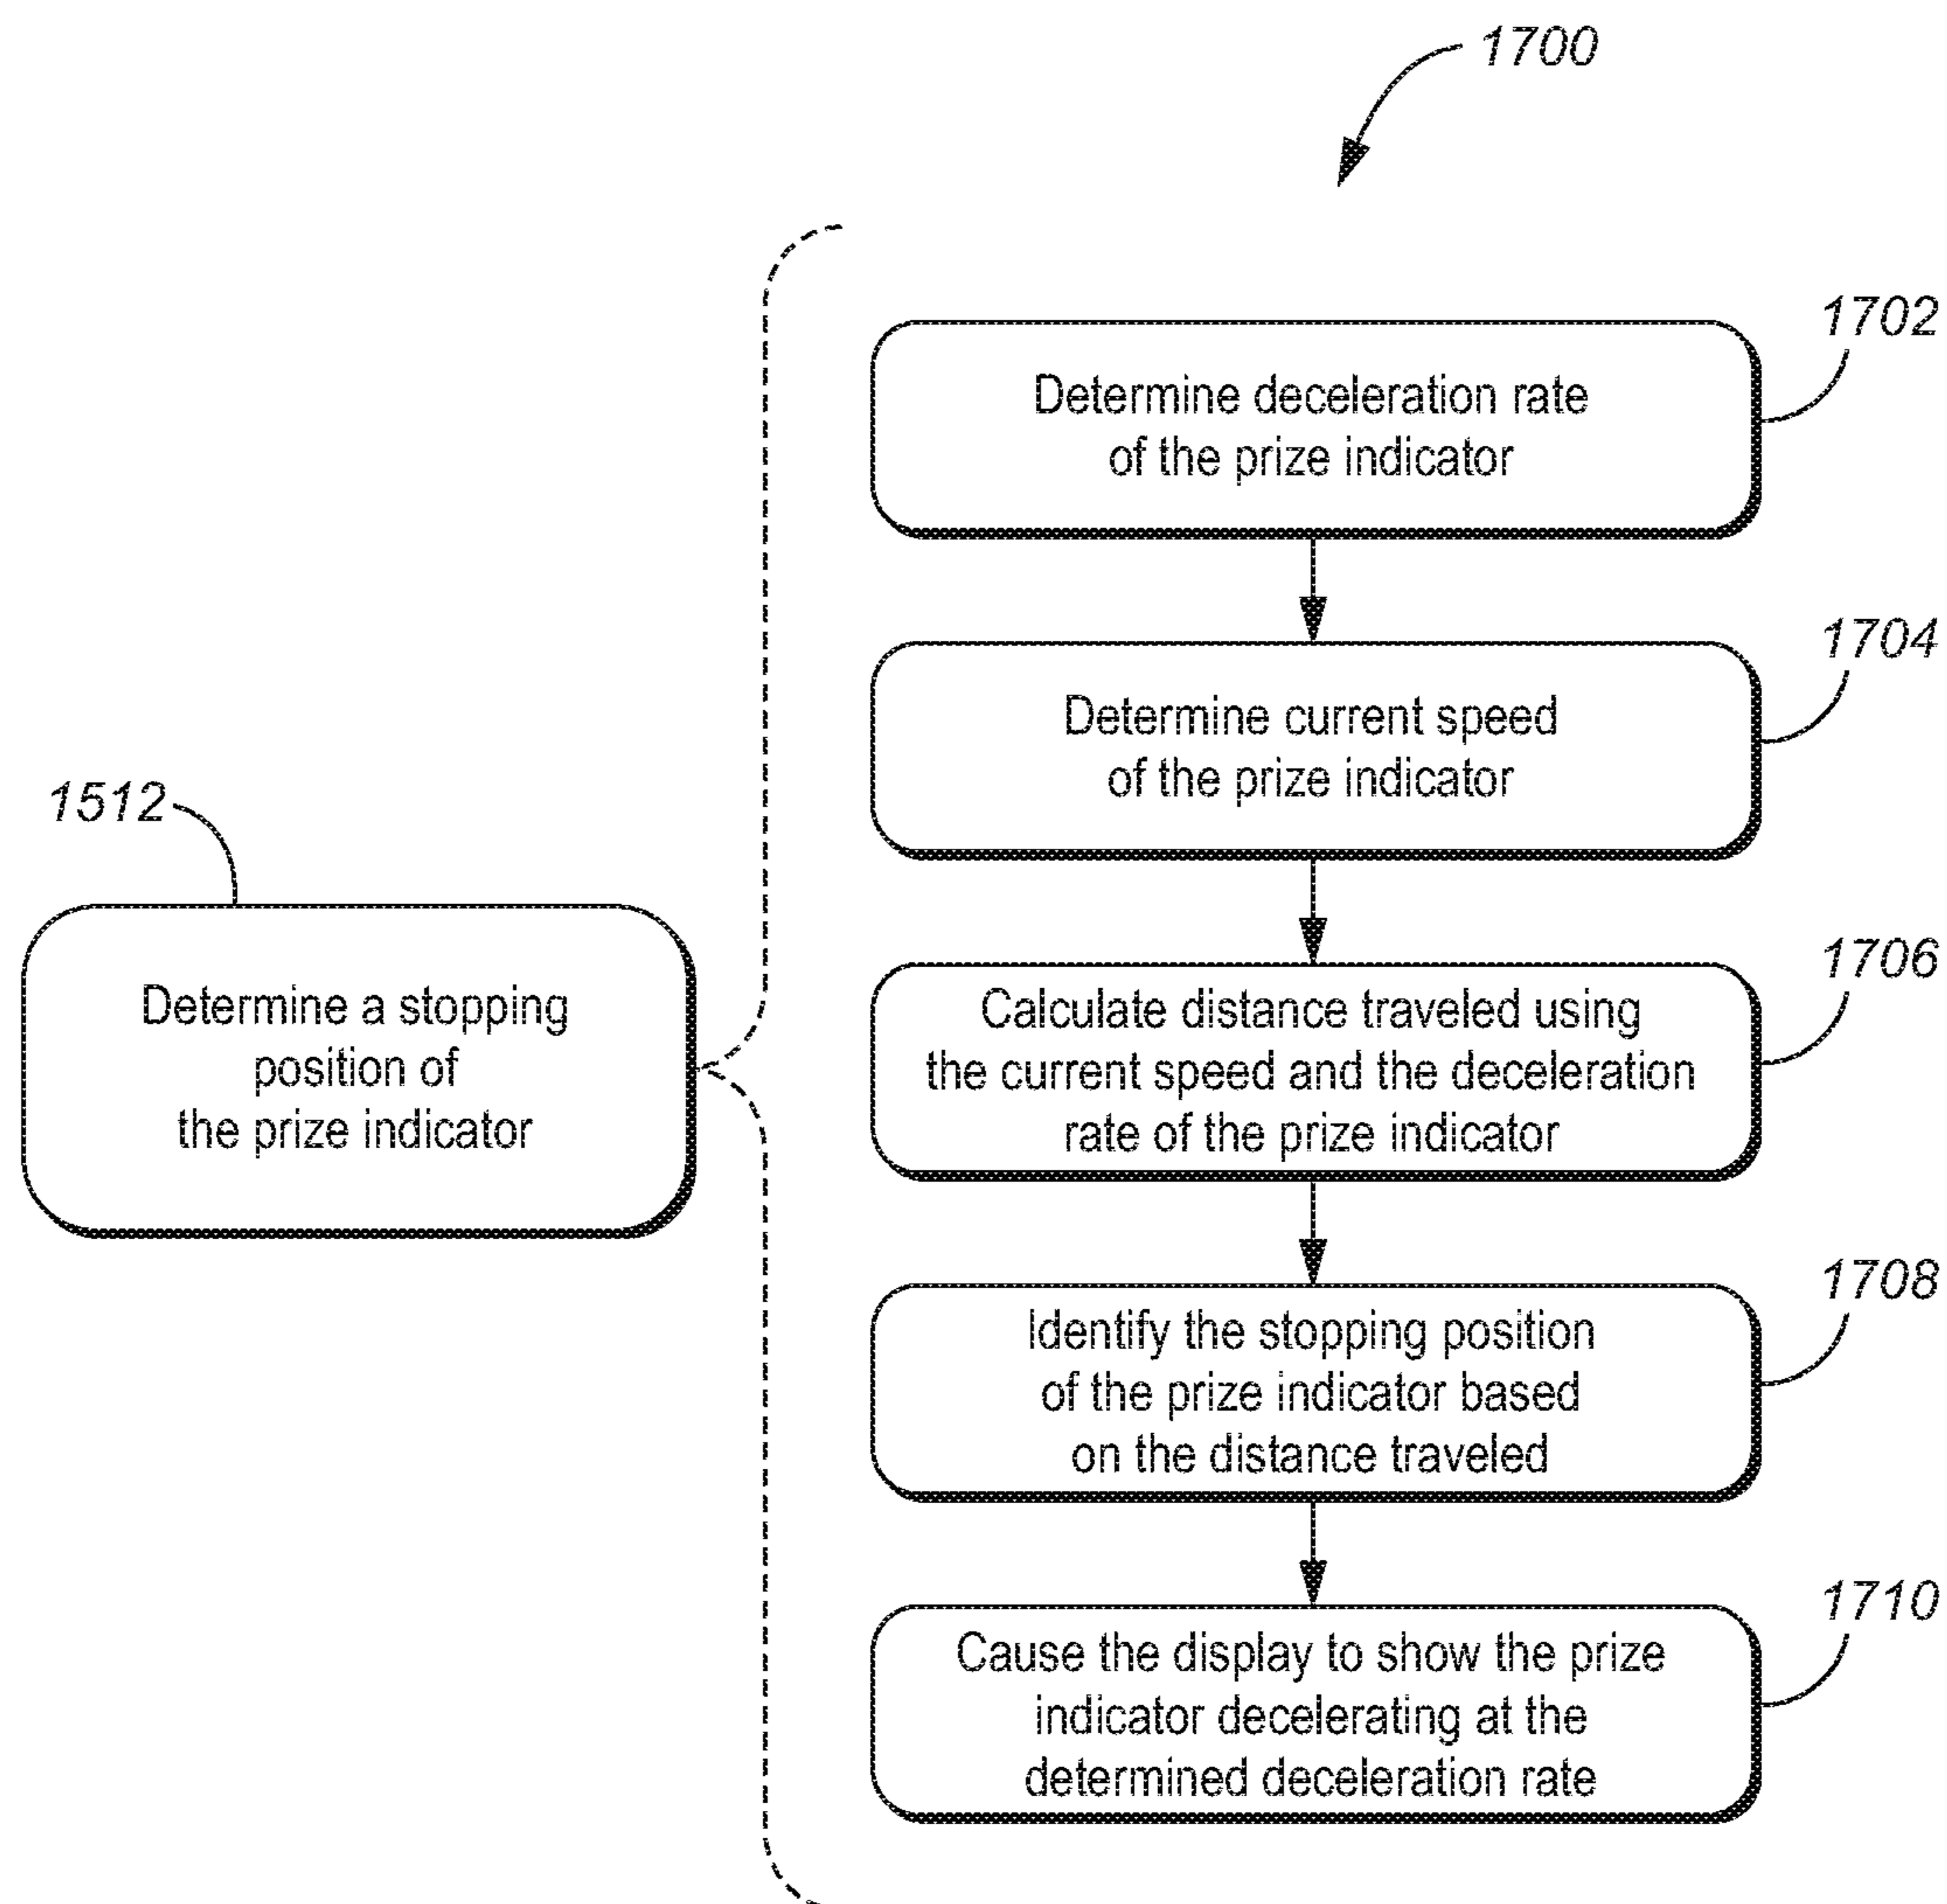 1700
1702
Determine deceleration rate
of the prize indicator
1704
Determine current speed
of the prize indicator
1512
Determine a stopping
position of
the prize indicator
1706
Calculate distance traveled using
the current speed and the deceleration
rate of the prize indicator
1708
Identify the stopping position
of the prize indicator based
on the distance traveled
1710
Cause the display to show the prize
indicator decelerating at the
determined deceleration rate